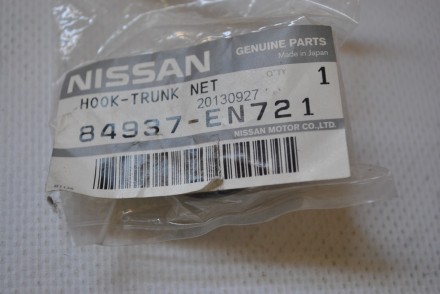 NISSAN
GENUINE PARTS
Made in Japan
Q'TY
1
HOOK-TRUNK NET
20130927
84937-EN721
NISSAN MOTOR CO.,LTD.